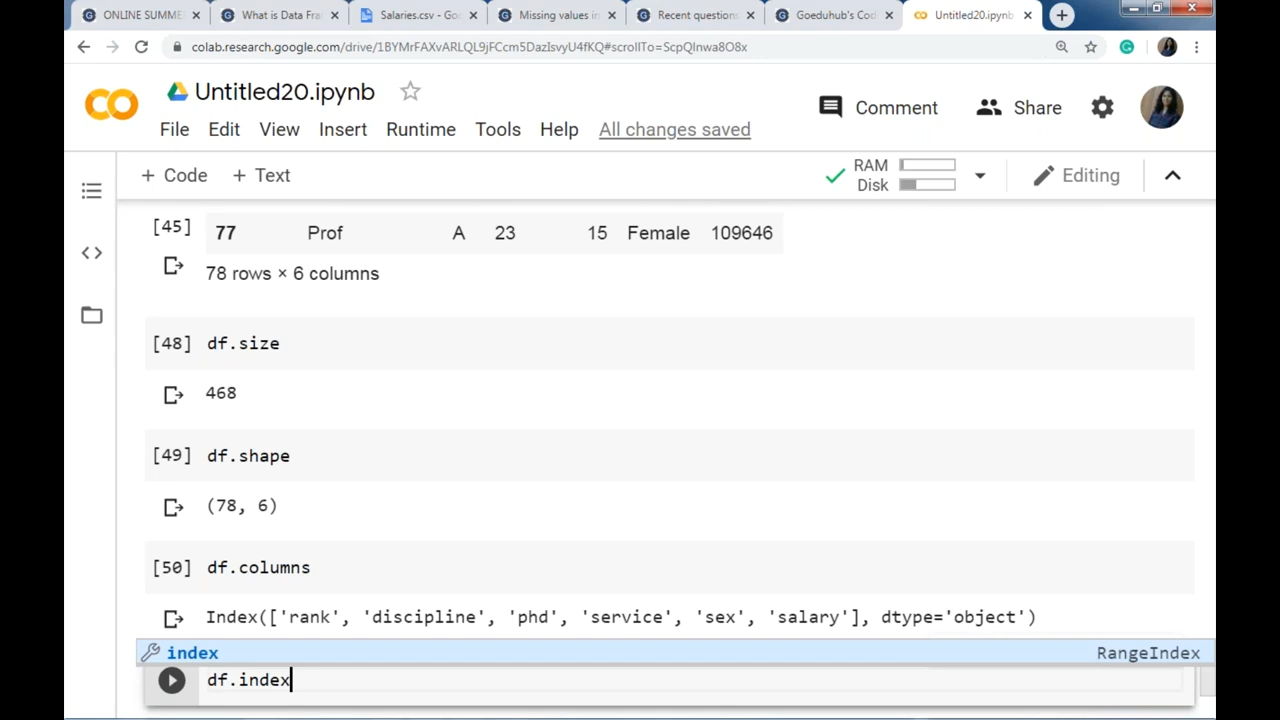 ONLINE SUMME
What is Data Fra
Salaries.csv - Goo
Missing values in
Recent question:
Goeduhub's Cod
Untitled20.ipynb
colab.research.google.com/drive/1BYMrFAXvARLQL9jFCcm5DazIsvyU4fKQ#scrollTo=ScpQlnwa8O8x
Untitled20.ipynb
Comment
Share
File Edit View Insert Runtime Tools Help All changes saved
+ Code + Text
RAM
Disk
Editing
[45] 77 Prof A 23 15 Female 109646
78 rows × 6 columns
[48] df.size
468
[49] df.shape
(78, 6)
[50] df.columns
Index(['rank', 'discipline', 'phd', 'service', 'sex', 'salary'], dtype='object')
index RangeIndex
df.index